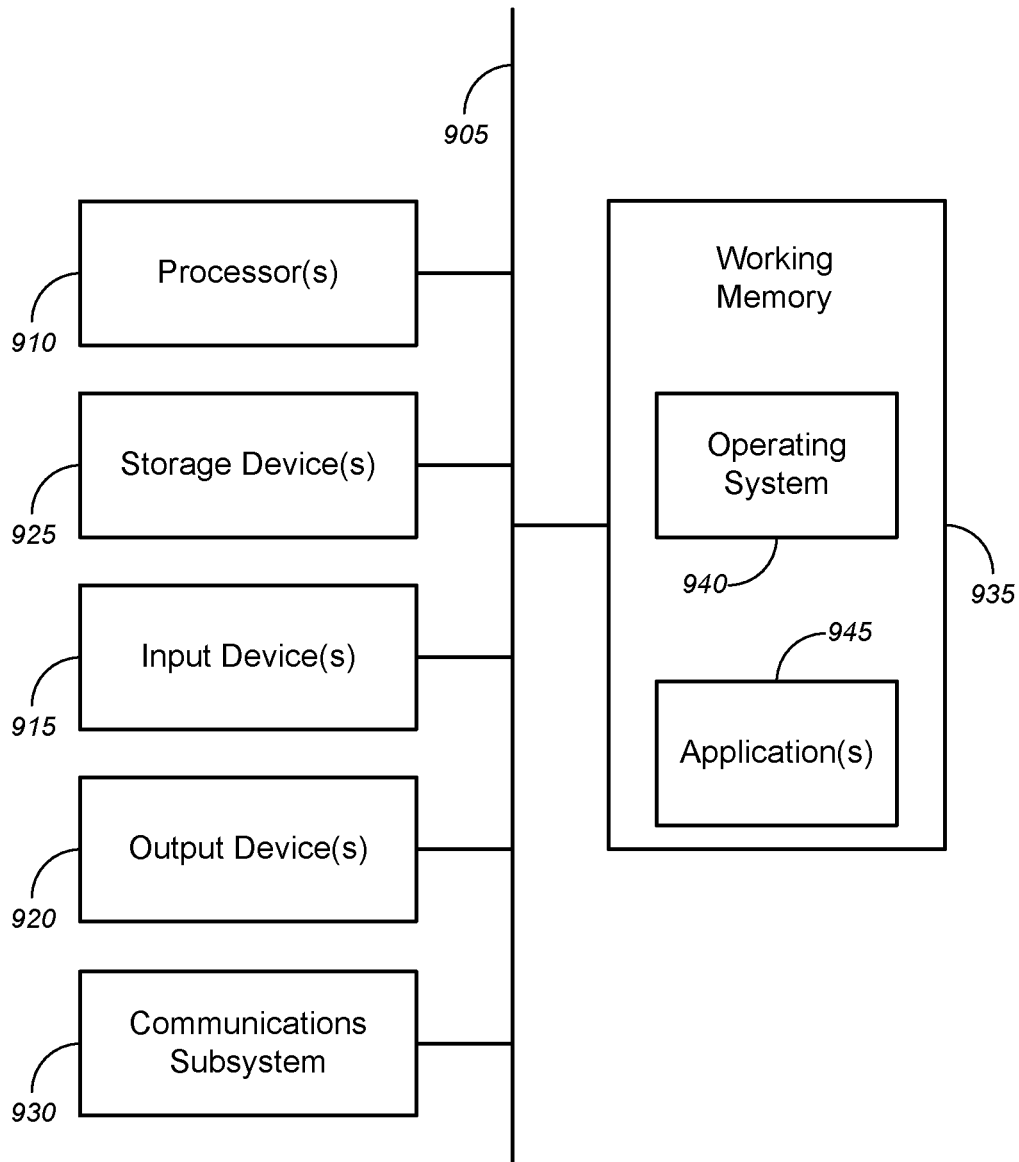 905
Processor(s)
910
Storage Device(s)
925
Input Device(s)
915
Output Device(s)
920
Communications
Subsystem
930
Working
Memory
Operating
System
940
935
945
Application(s)